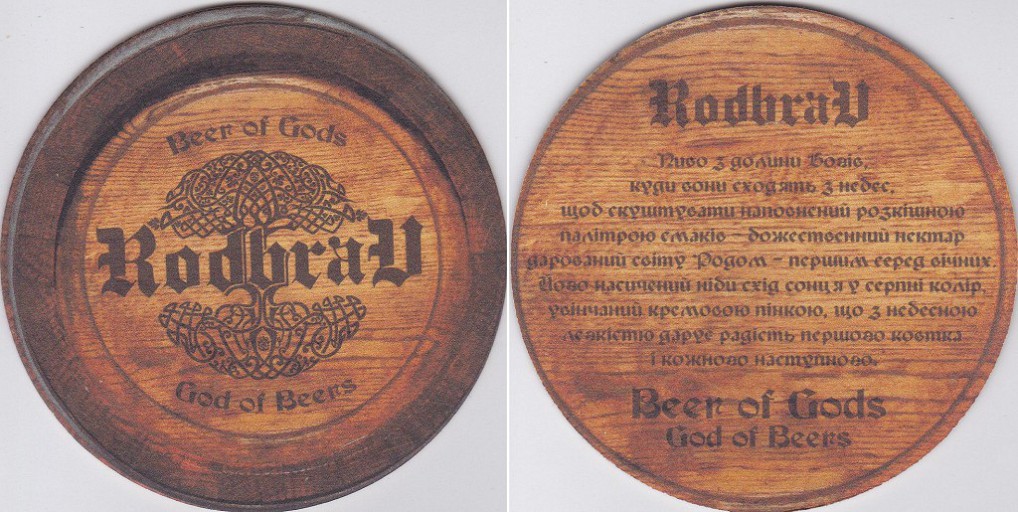 Beer of Gods
Rodbrau
God of Beers
Rodbrau
Пиво з долини Богів,
куди вони сходять з небес,
щоб скуштувати наповнений розкішною
палітрою смаків – божественний нектар
дарований світу Родом – першим серед вічних.
Його насичений ніби схід сонця у серпні колір,
увінчаний кремовою пінкою, що з небесною
легкістю дарує радість першого ковтка
і кожного наступного.
Beer of Gods
God of Beers